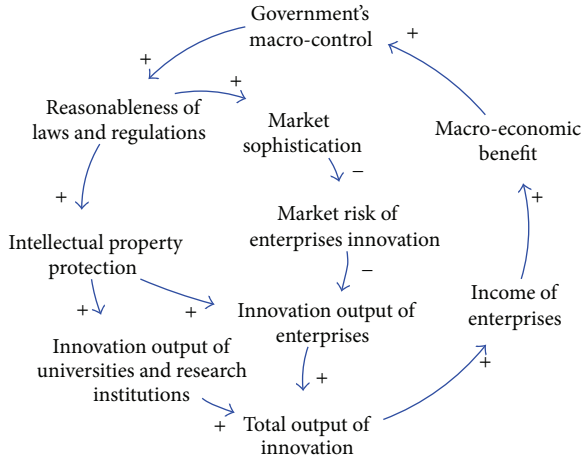 Government's
macro-control
+
+
+
Reasonableness of
laws and regulations
Market
sophistication
Macro-economic
benefit
−
+
+
Market risk of
enterprises innovation
Intellectual property
protection
−
Income of
enterprises
+
+
Innovation output of
enterprises
Innovation output of
universities and research
institutions
+
+
+
Total output of
innovation